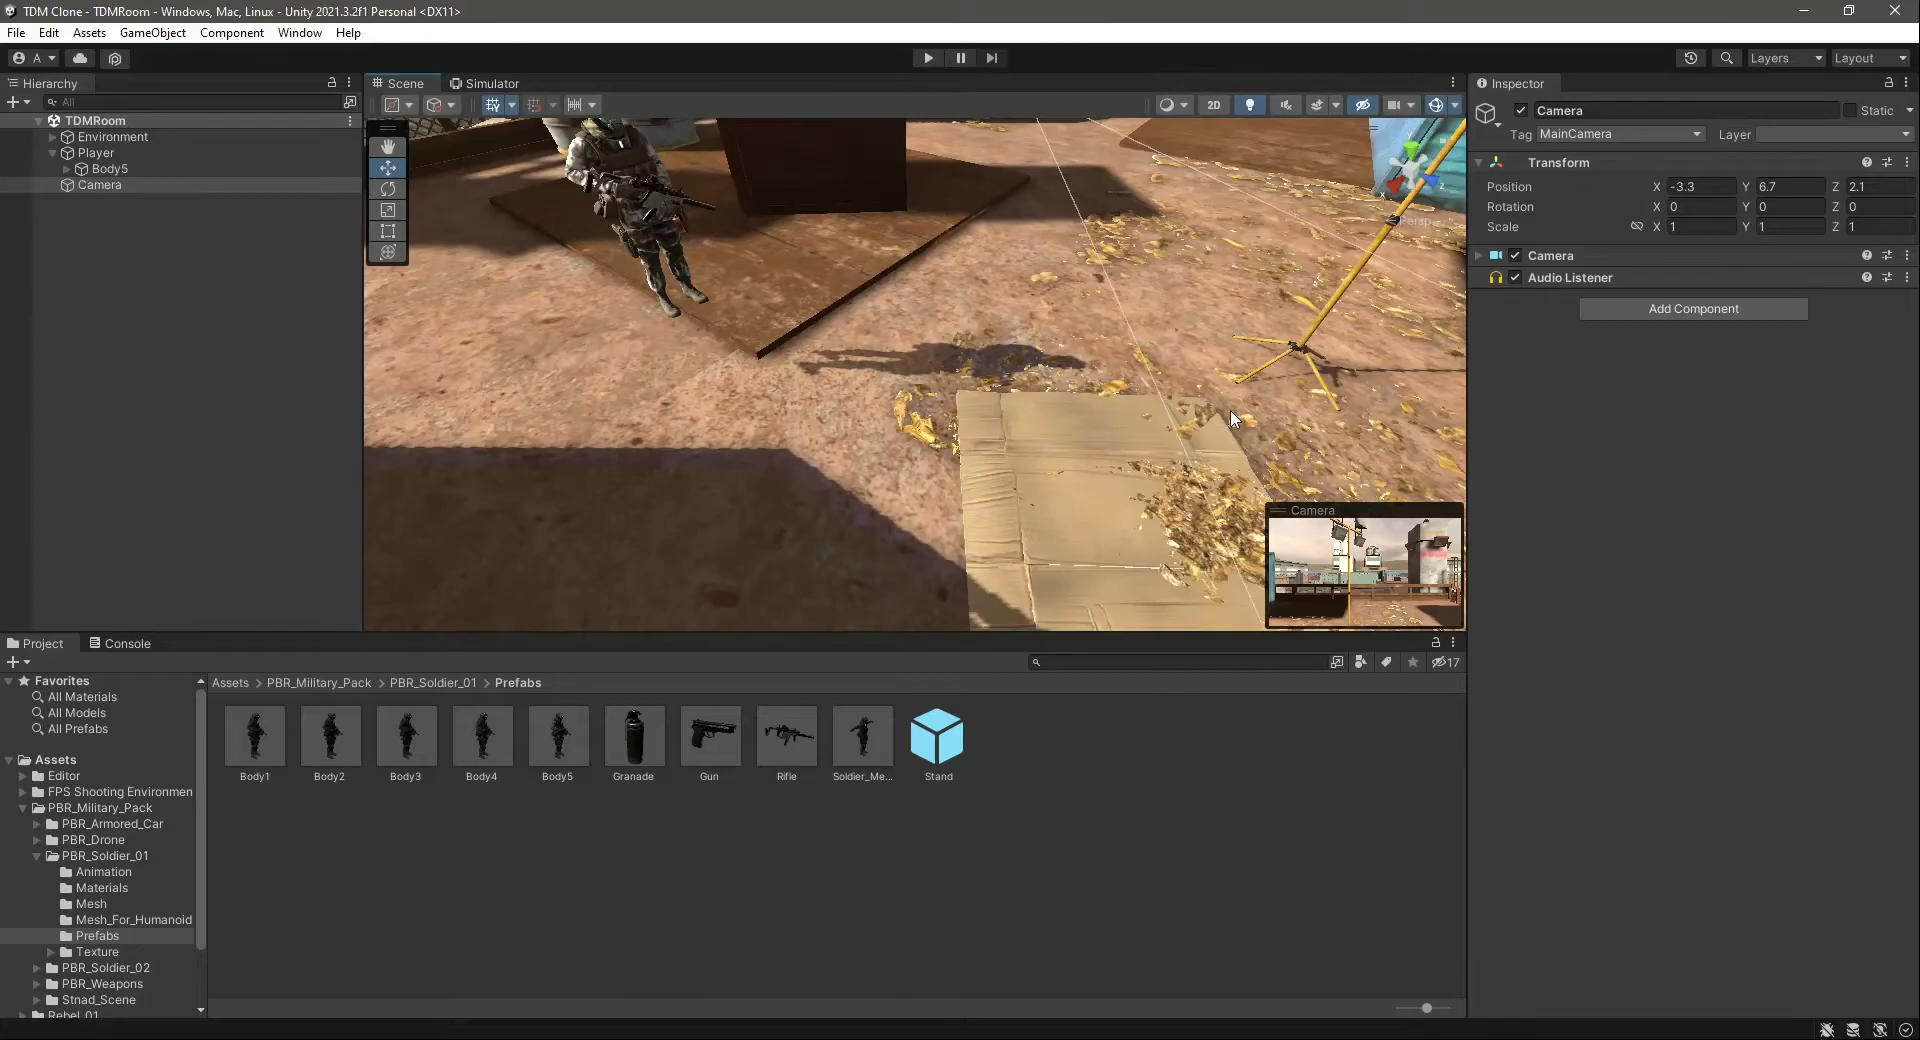 TDM Clone - TDMRoom - Windows, Mac, Linux - Unity 2021.3.2f1 Personal <DX11>
File Edit Assets GameObject Component Window Help
A
Layers Layout
Hierarchy
All
TDMRoom
Environment
Player
Body5
Camera
Scene Simulator
2D
Persp
Camera
Inspector
Camera Static
Tag MainCamera Layer
Transform
Position X -3.3 Y 6.7 Z 2.1
Rotation X 0 Y 0 Z 0
Scale X 1 Y 1 Z 1
Camera
Audio Listener
Add Component
Project Console
17
Favorites
All Materials
All Models
All Prefabs
Assets
Editor
FPS Shooting Environmen
PBR_Military_Pack
PBR_Armored_Car
PBR_Drone
PBR_Soldier_01
Animation
Materials
Mesh
Mesh_For_Humanoid
Prefabs
Texture
PBR_Soldier_02
PBR_Weapons
Stnad_Scene
Rebel_01
Assets > PBR_Military_Pack > PBR_Soldier_01 > Prefabs
Body1 Body2 Body3 Body4 Body5 Granade Gun Rifle Soldier_Me... Stand